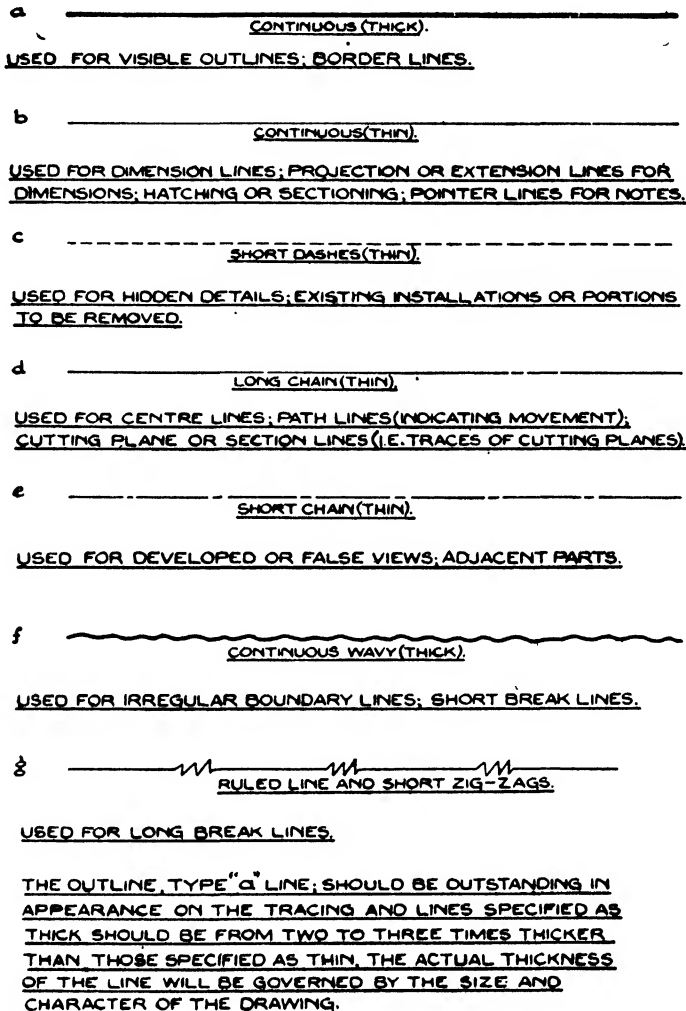 a
CONTINUOUS (THICK).
USED FOR VISIBLE OUTLINES; BORDER LINES.
b
CONTINUOUS (THIN).
USED FOR DIMENSION LINES; PROJECTION OR EXTENSION LINES FOR
DIMENSIONS; HATCHING OR SECTIONING; POINTER LINES FOR NOTES.
c
SHORT DASHES (THIN).
USED FOR HIDDEN DETAILS; EXISTING INSTALLATIONS OR PORTIONS
TO BE REMOVED.
d
LONG CHAIN (THIN).
USED FOR CENTRE LINES; PATH LINES (INDICATING MOVEMENT);
CUTTING PLANE OR SECTION LINES (I.E. TRACES OF CUTTING PLANES).
e
SHORT CHAIN (THIN).
USED FOR DEVELOPED OR FALSE VIEWS; ADJACENT PARTS.
f
CONTINUOUS WAVY (THICK).
USED FOR IRREGULAR BOUNDARY LINES; SHORT BREAK LINES.
g
RULED LINE AND SHORT ZIG-ZAGS.
USED FOR LONG BREAK LINES.
THE OUTLINE, TYPE "a" LINE; SHOULD BE OUTSTANDING IN
APPEARANCE ON THE TRACING AND LINES SPECIFIED AS
THICK SHOULD BE FROM TWO TO THREE TIMES THICKER
THAN THOSE SPECIFIED AS THIN. THE ACTUAL THICKNESS
OF THE LINE WILL BE GOVERNED BY THE SIZE AND
CHARACTER OF THE DRAWING.